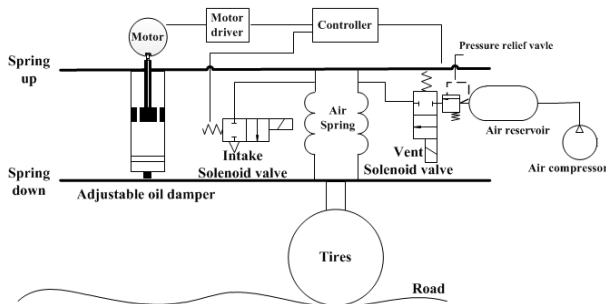 Motor
Motor
driver
Controller
Pressure relief vavle
Spring
up
Air
Spring
Air reservoir
Intake
Solenoid valve
Vent
Solenoid valve
Air compressor
Spring
down
Adjustable oil damper
Tires
Road